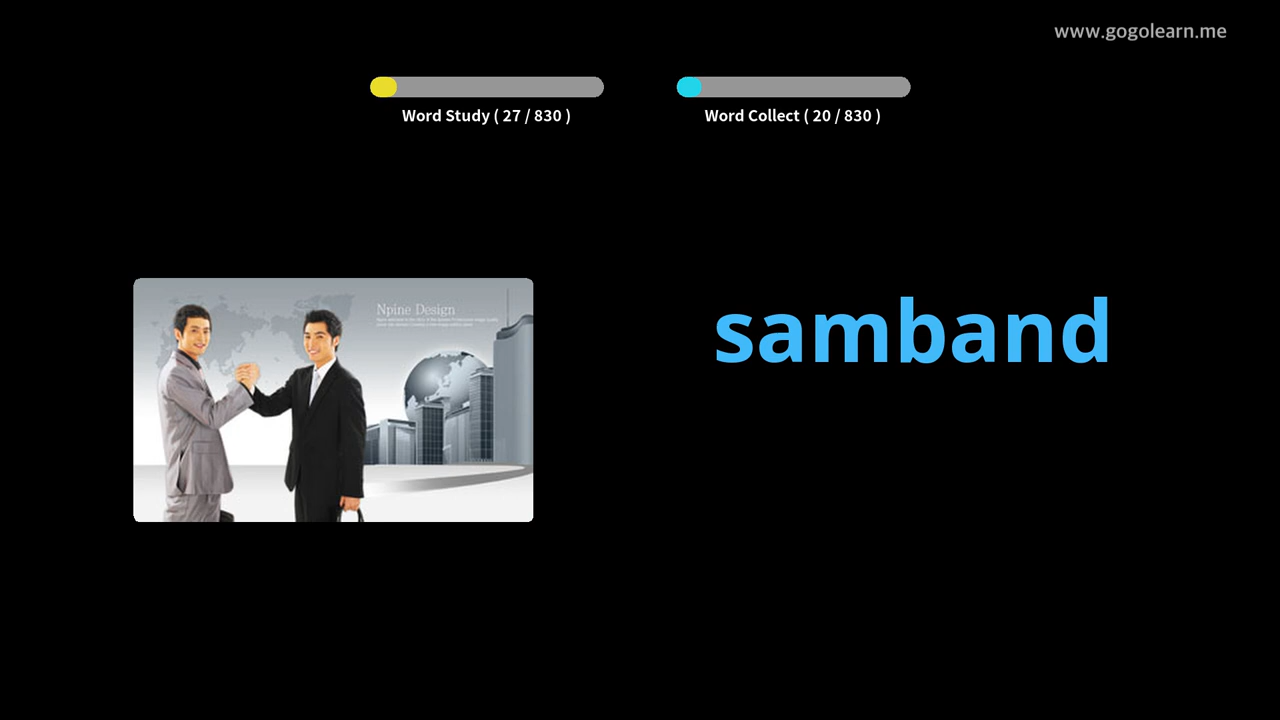 www.gogolearn.me
Word Study ( 27 / 830 )
Word Collect ( 20 / 830 )
Npine Design
samband